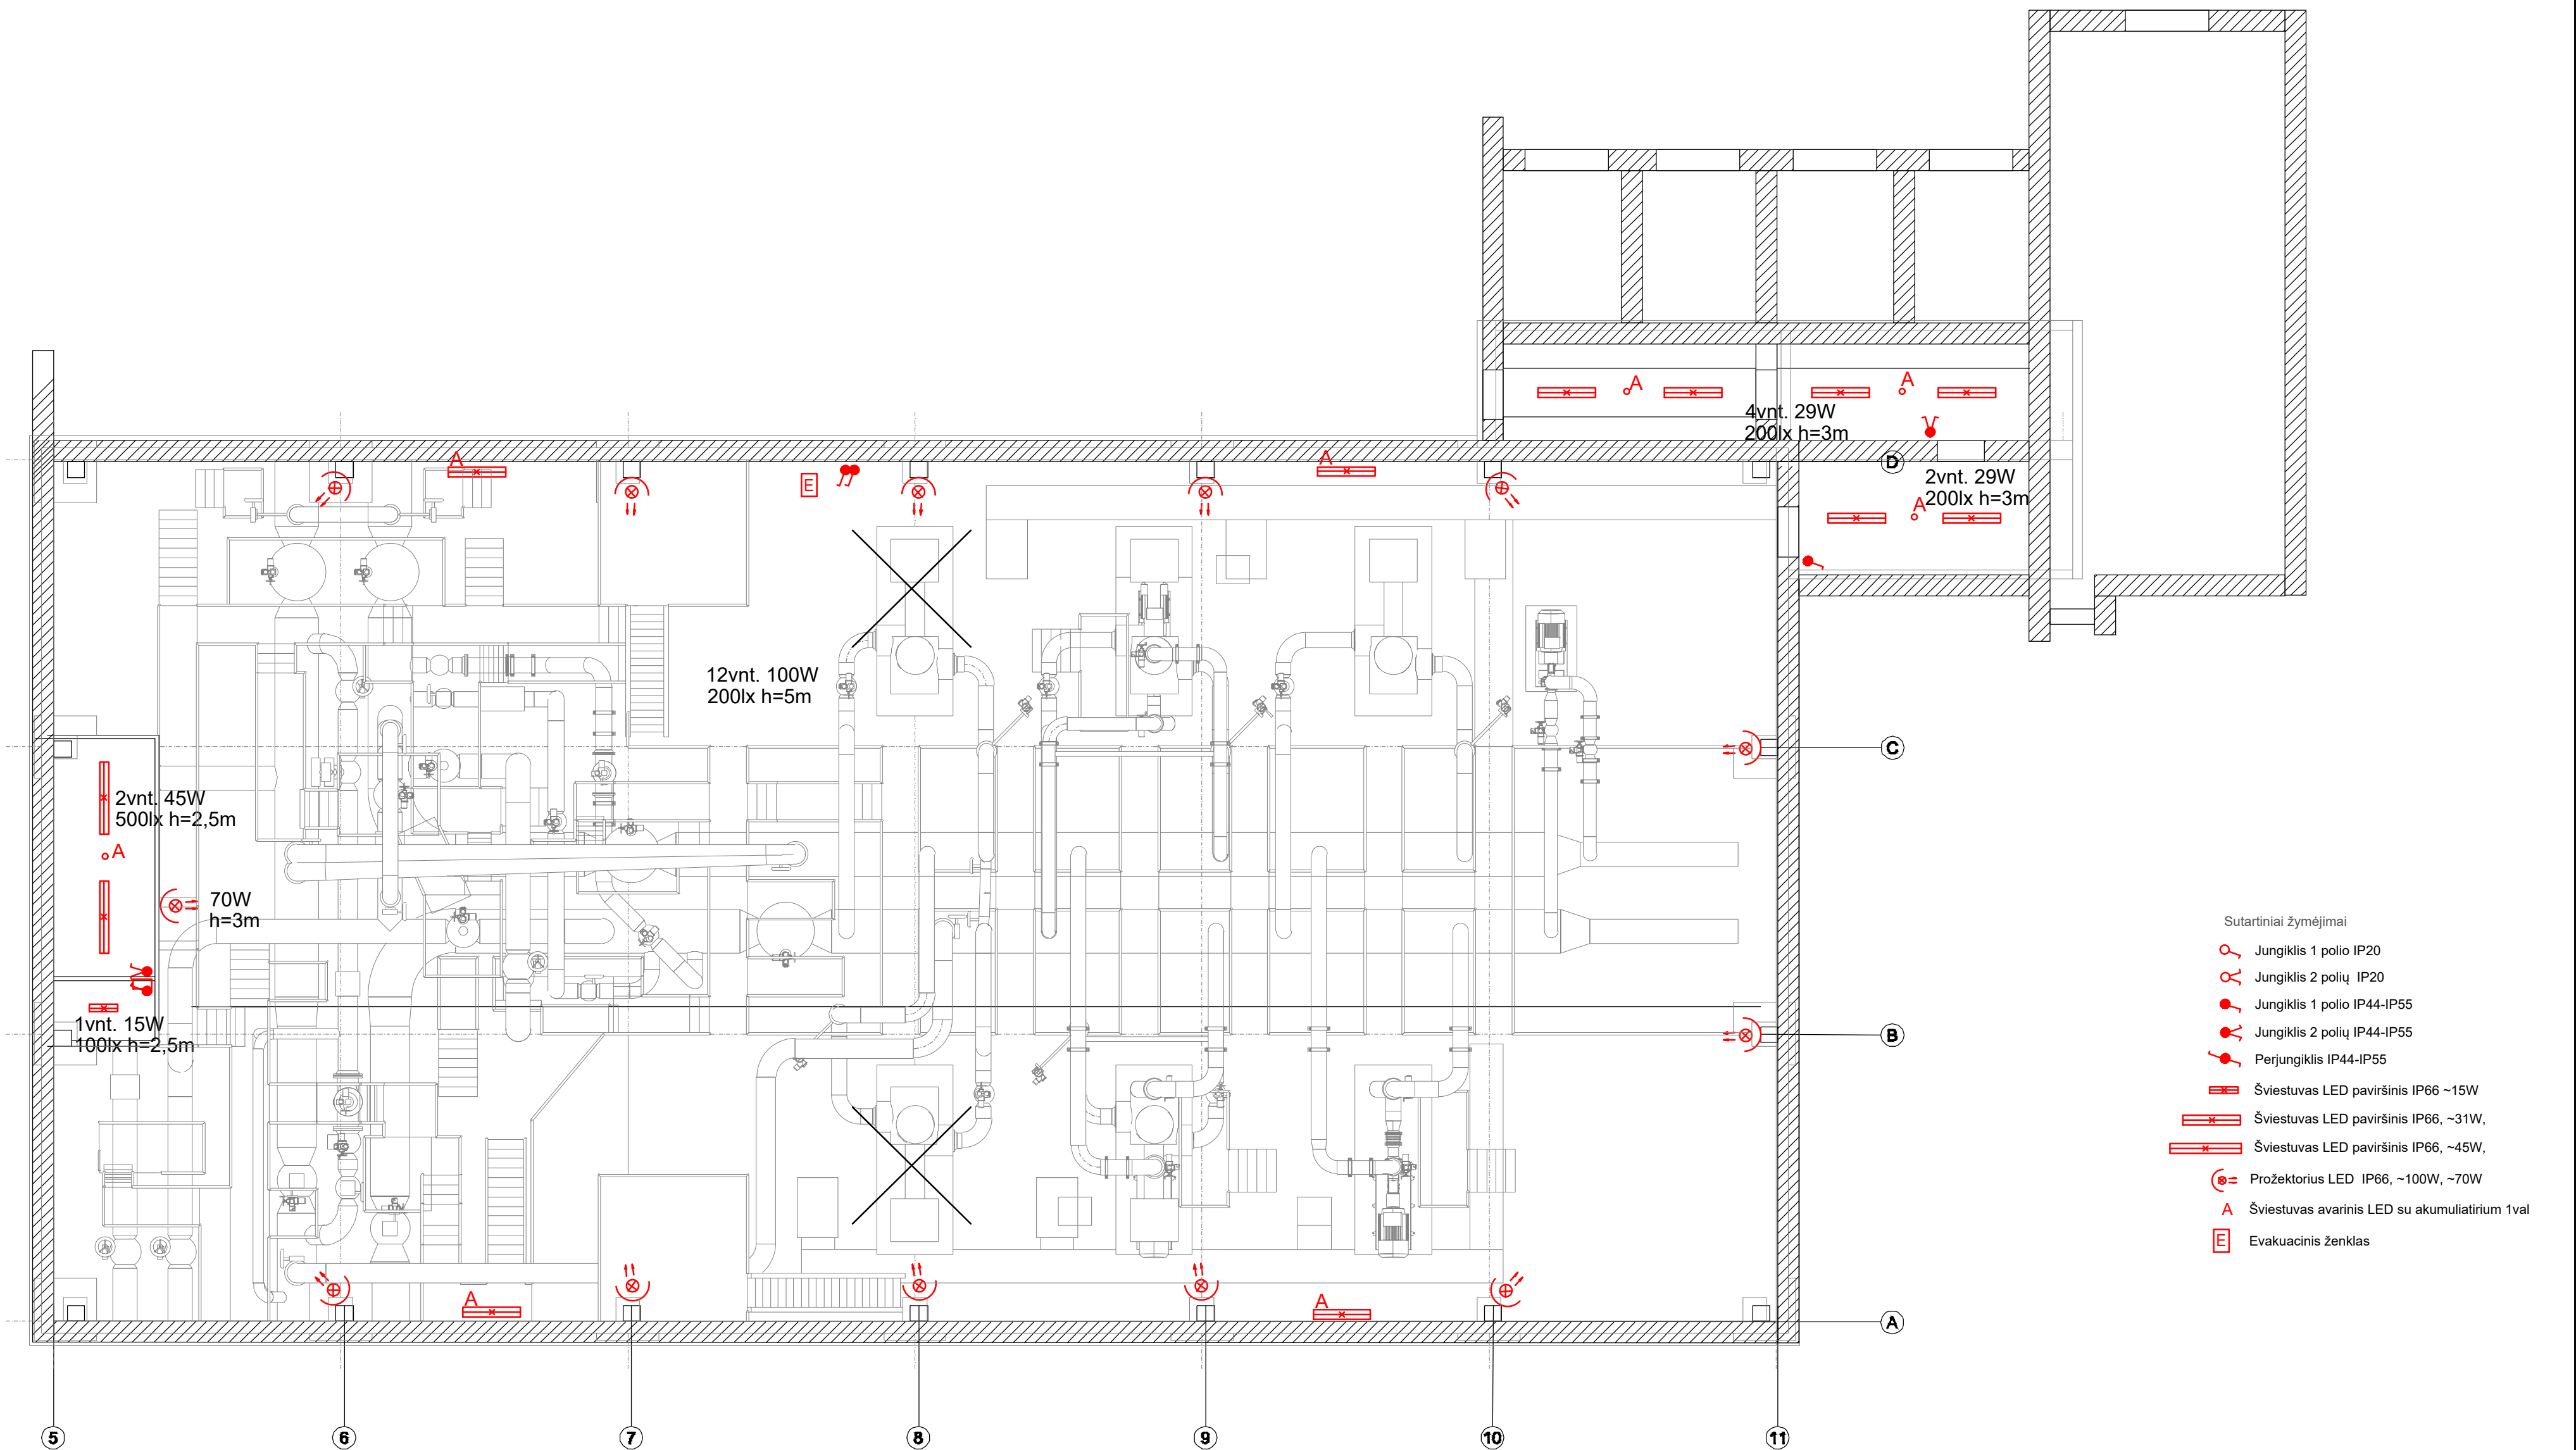 A
A
4vnt. 29W
200lx h=3m
A
A
E
D
2vnt. 29W
200lx h=3m
A
12vnt. 100W
200lx h=5m
C
2vnt. 45W
500lx h=2,5m
A
70W
h=3m
1vnt. 15W
100lx h=2,5m
B
A
A
A
5
6
7
8
9
10
11
Sutartiniai žymėjimai
Jungiklis 1 polio IP20
Jungiklis 2 polių IP20
Jungiklis 1 polio IP44-IP55
Jungiklis 2 polių IP44-IP55
Perjungiklis IP44-IP55
Šviestuvas LED paviršinis IP66 ~15W
Šviestuvas LED paviršinis IP66, ~31W,
Šviestuvas LED paviršinis IP66, ~45W,
Prožektorius LED IP66, ~100W, ~70W
A Šviestuvas avarinis LED su akumuliatirium 1val
E Evakuacinis ženklas